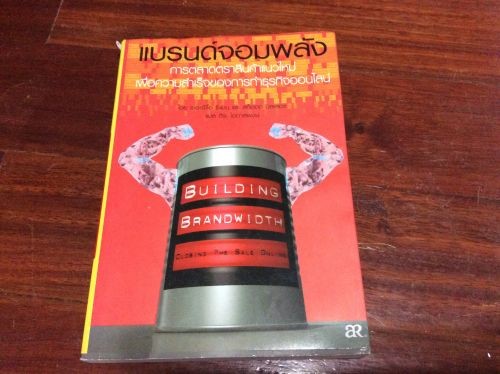 แบรนด์จอมพลัง
การตลาดตราสินค้าแนวใหม่
เพื่อความสำเร็จของการทำธุรกิจออนไลน์
BUILDING
BRANDWIDTH
CLOSING THE SALE ONLINE
aR